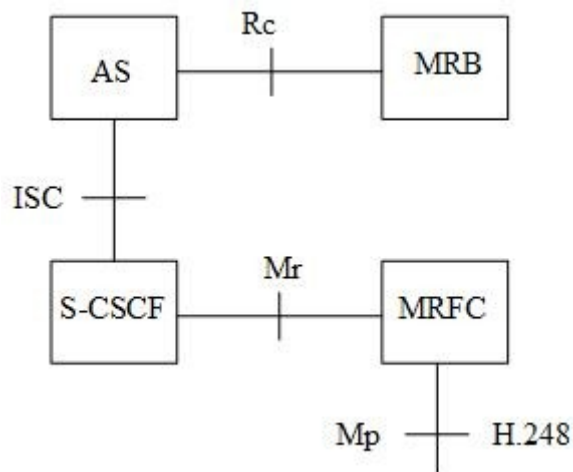 Rc
AS
MRB
ISC
Mr
S-CSCF
MRFC
Mp
H.248